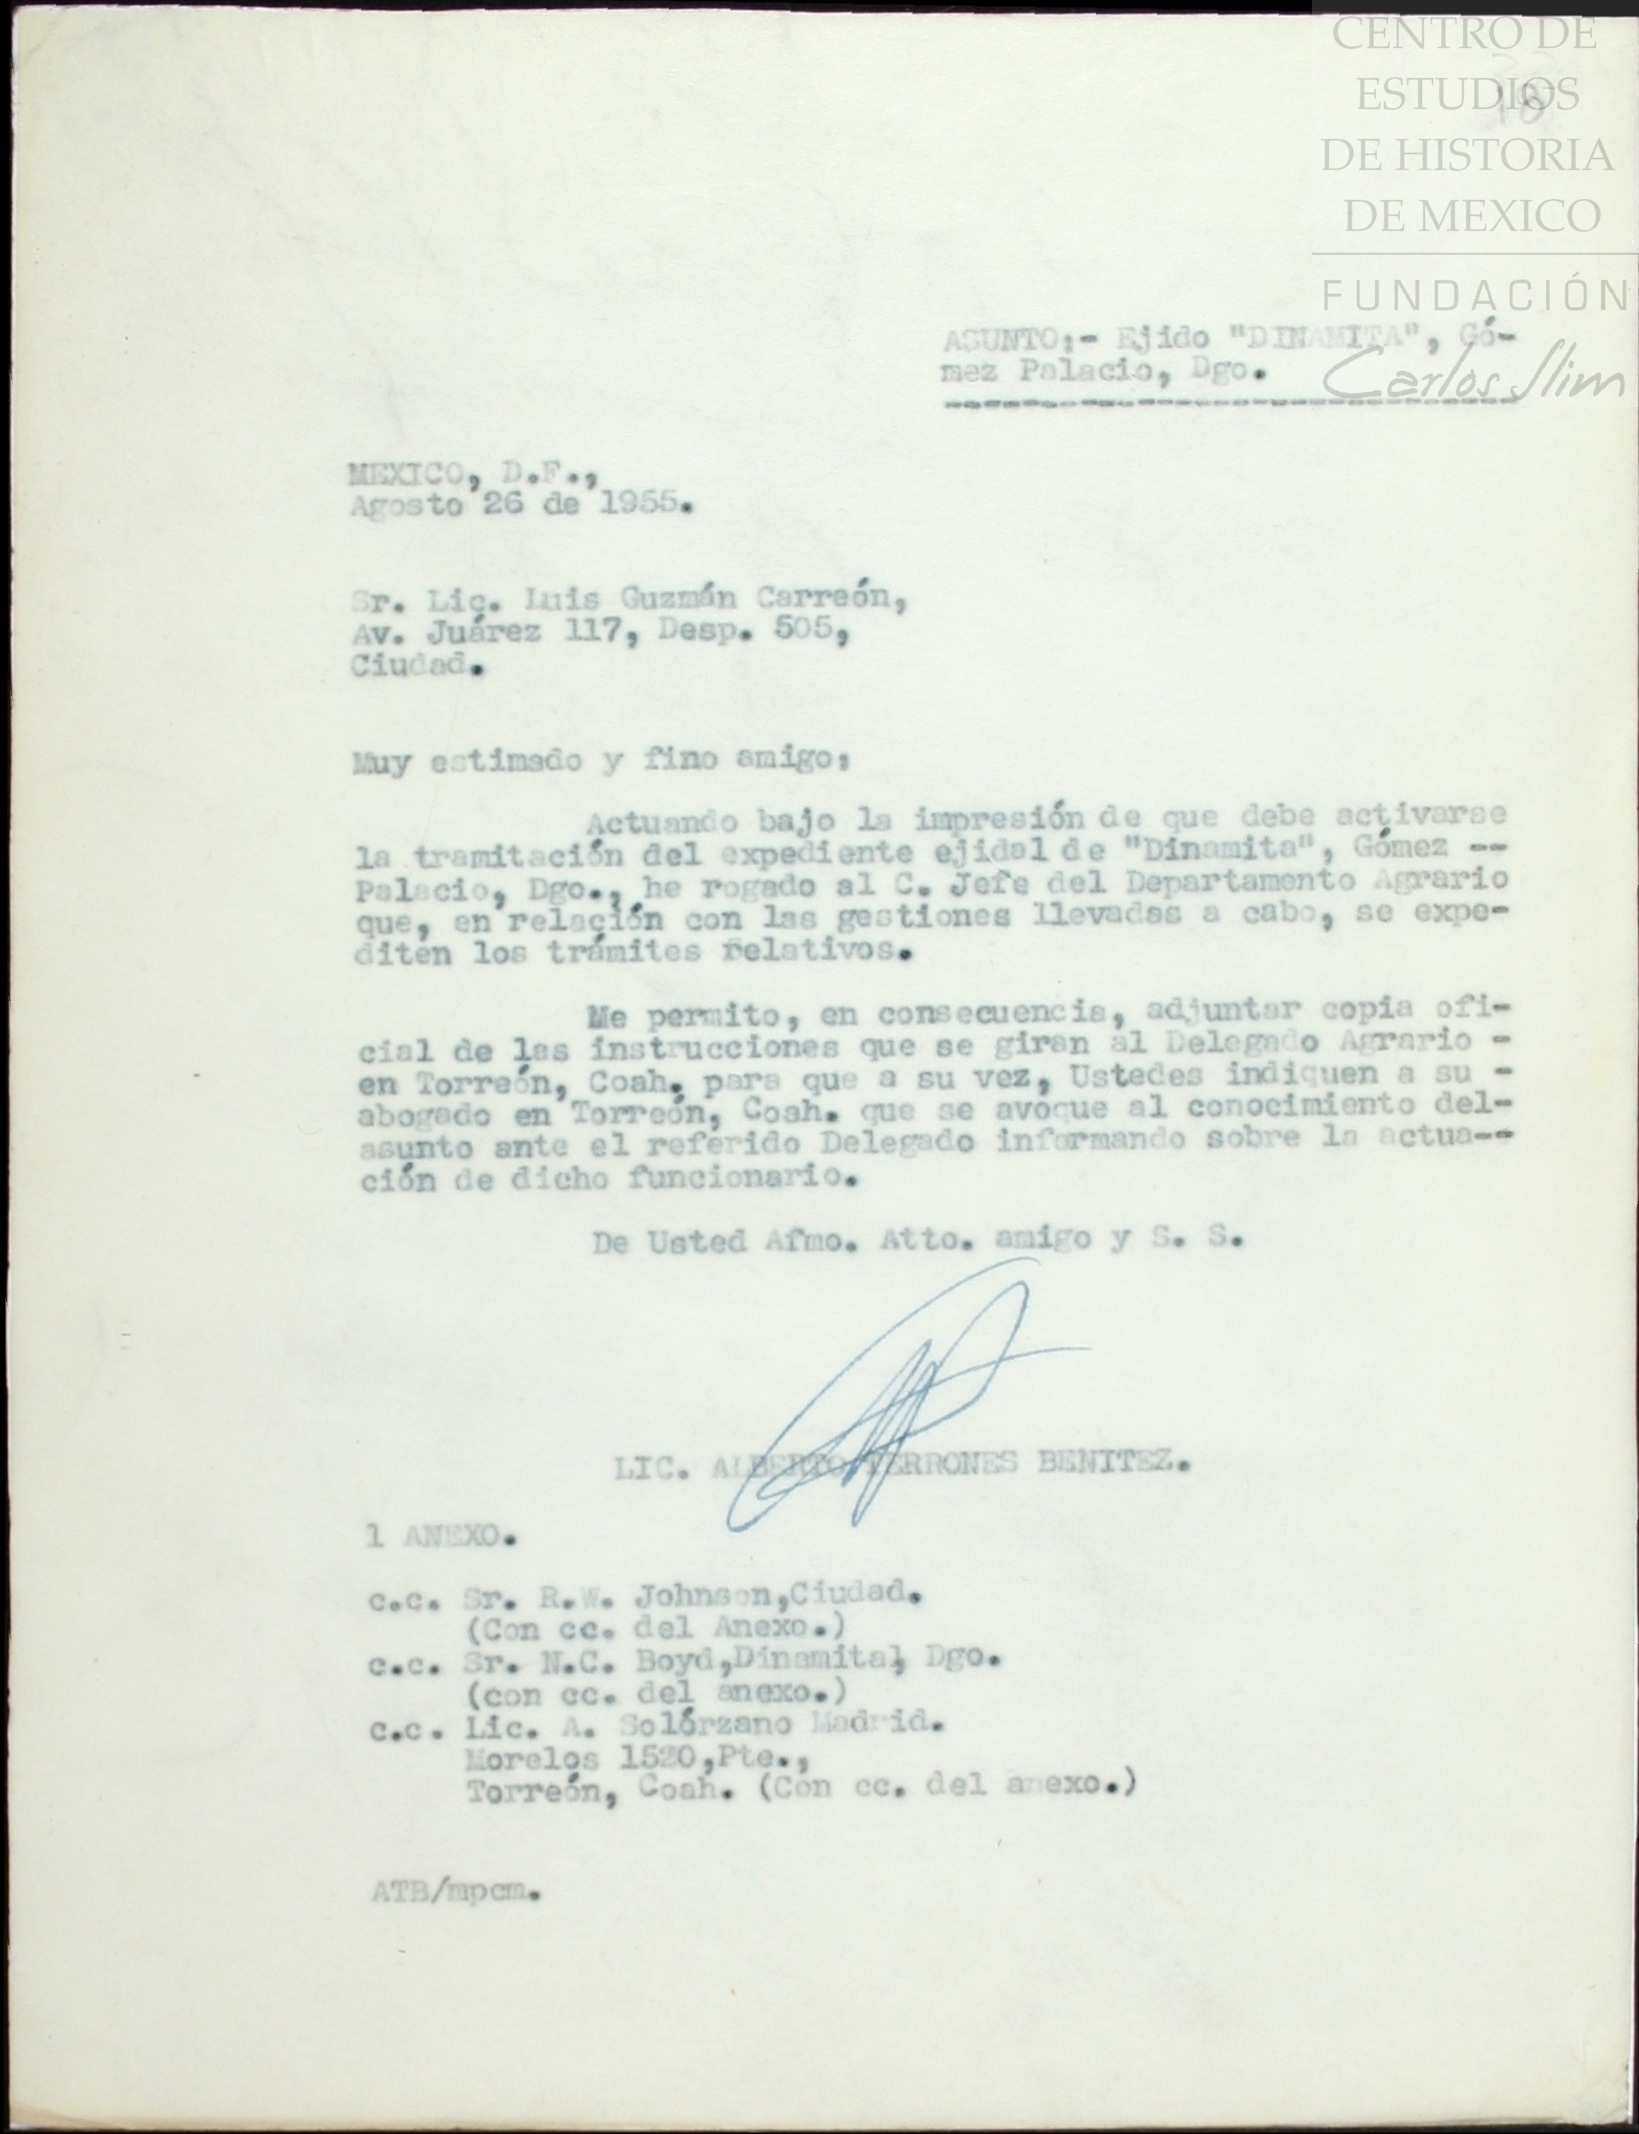 CENTRO DE
ESTUDIOS
DE HISTORIA
DE MEXICO
FUNDACIÓN
Carlos Slim
18
ASUNTO:- Ejido "DINAMITA", Gó-
mez Palacio, Dgo.
MEXICO, D.F.,
Agosto 26 de 1955.
Sr. Lic. Luis Guzmán Carreón,
Av. Juárez 117, Desp. 505,
Ciudad.
Muy estimado y fino amigo:
Actuando bajo la impresión de que debe activarse
la tramitación del expediente ejidal de "Dinamita", Gómez --
Palacio, Dgo., he rogado al C. Jefe del Departamento Agrario
que, en relación con las gestiones llevadas a cabo, se expe-
diten los trámites relativos.
Me permito, en consecuencia, adjuntar copia ofi-
cial de las instrucciones que se giran al Delegado Agrario -
en Torreón, Coah. para que a su vez, Ustedes indiquen a su -
abogado en Torreón, Coah. que se avoque al conocimiento del-
asunto ante el referido Delegado informando sobre la actua--
ción de dicho funcionario.
De Usted Afmo. Atto. amigo y S. S.
LIC. ALBERTO TERRONES BENITEZ.
1 ANEXO.
c.c. Sr. R.W. Johnson,Ciudad.
(Con cc. del Anexo.)
c.c. Sr. N.C. Boyd,Dinamita, Dgo.
(con cc. del anexo.)
c.c. Lic. A. Solórzano Madrid.
Morelos 1520,Pte.,
Torreón, Coah. (Con cc. del anexo.)
ATB/mpcm.